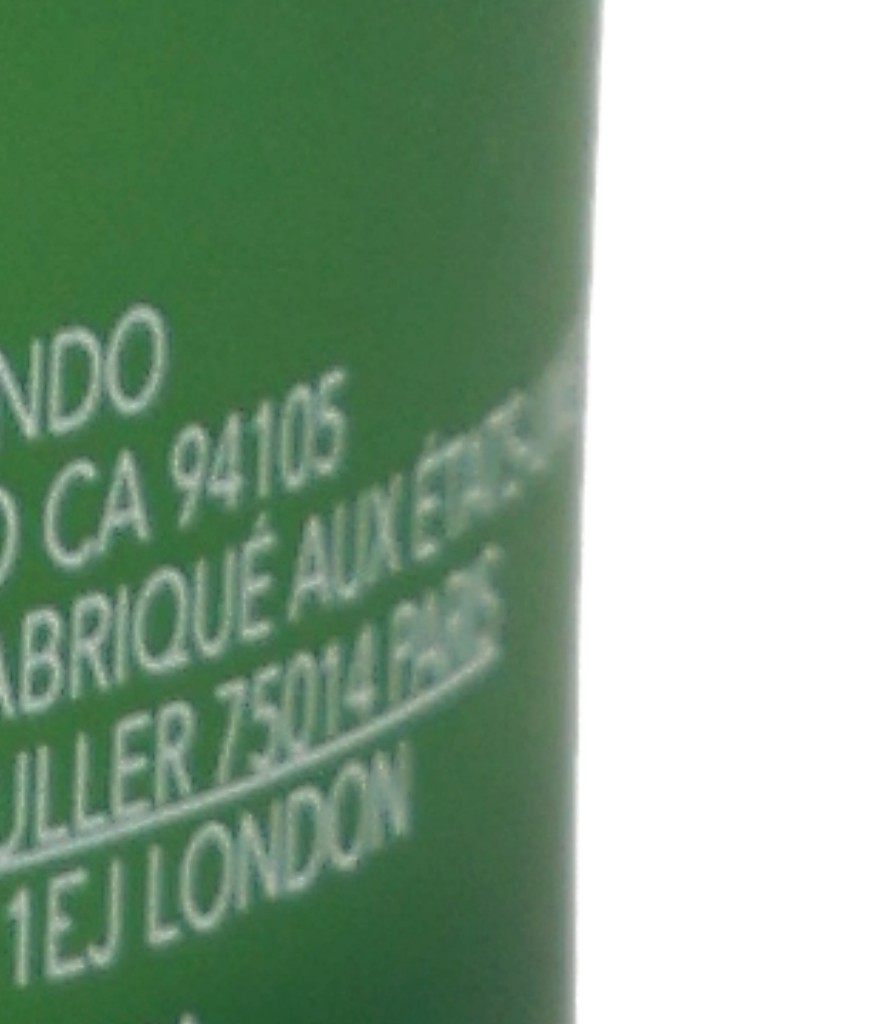 NDO
O CA 94105
ABRIQUÉ AUX ÉTATS
ULLER 75014 PARIS
1EJ LONDON